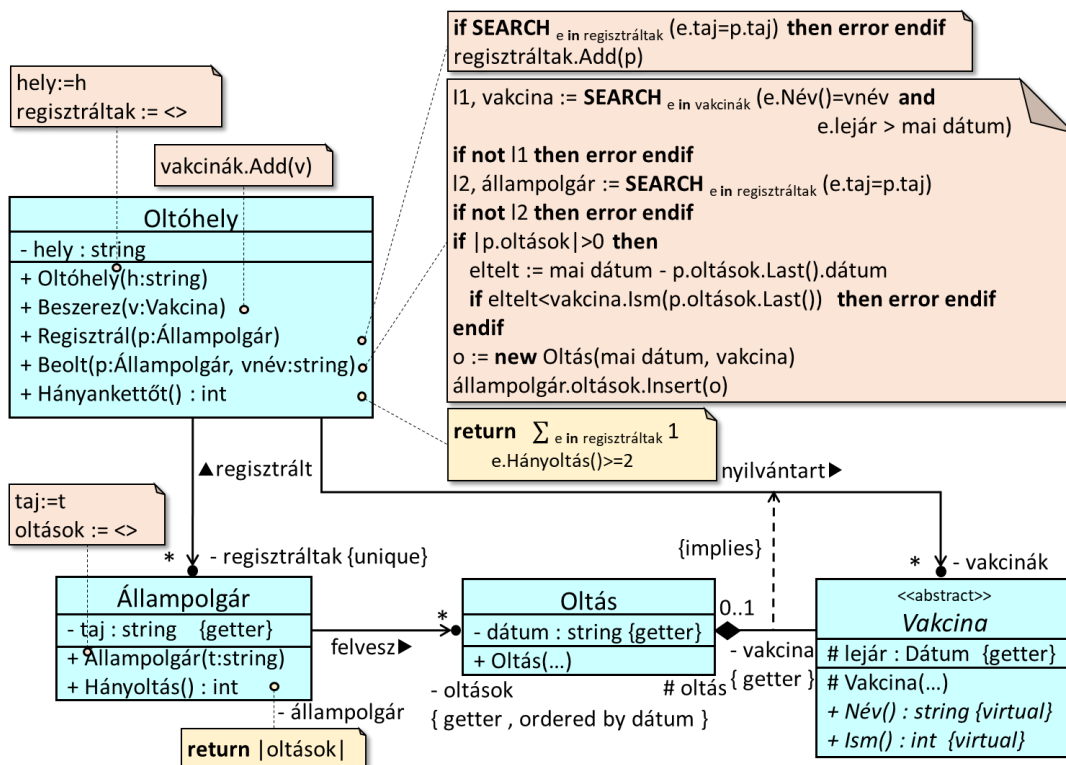 if SEARCH e in regisztráltak (e.taj=p.taj) then error endif
regisztráltak.Add(p)
hely:=h
regisztráltak := <>
vakcinák.Add(v)
l1, vakcina := SEARCH e in vakcinák (e.Név()=vnév and
e.lejár > mai dátum)
if not l1 then error endif
l2, állampolgár := SEARCH e in regisztráltak (e.taj=p.taj)
if not l2 then error endif
if |p.oltások|>0 then
eltelt := mai dátum - p.oltások.Last().dátum
if eltelt<vakcina.Ism(p.oltások.Last()) then error endif
endif
o := new Oltás(mai dátum, vakcina)
állampolgár.oltások.Insert(o)
Oltóhely
- hely : string
+ Oltóhely(h:string)
+ Beszerez(v:Vakcina)
+ Regisztrál(p:Állampolgár)
+ Beolt(p:Állampolgár, vnév:string)
+ Hányankettőt() : int
return ∑ e in regisztráltak 1
e.Hányoltás()>=2
▲regisztrált
nyilvántart▶
taj:=t
oltások := <>
* - regisztráltak {unique}
{implies}
* - vakcinák
Állampolgár
- taj : string {getter}
+ Állampolgár(t:string)
+ Hányoltás() : int
- állampolgár
return |oltások|
felvesz▶
*
Oltás
- dátum : string {getter}
+ Oltás(...)
- oltások
{ getter , ordered by dátum }
# oltás
0..1
- vakcina
{ getter }
<<abstract>>
Vakcina
# lejár : Dátum {getter}
# Vakcina(...)
+ Név() : string {virtual}
+ Ism() : int {virtual}